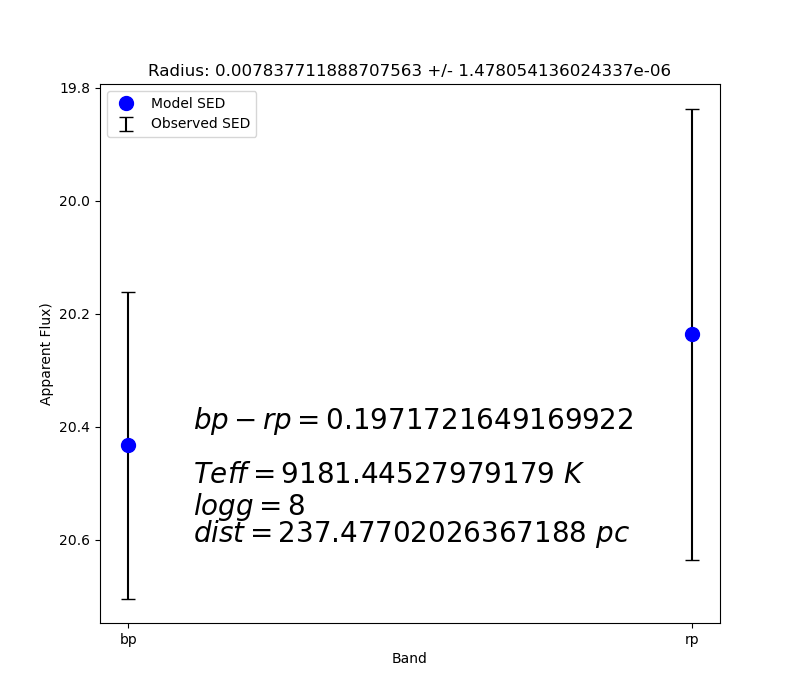 Radius: 0.007837711888707563 +/- 1.478054136024337e-06
19.8
Model SED
Observed SED
20.0
20.2
Apparent Flux)
20.4
20.6
bp − rp = 0.1971721649169922
Teff = 9181.44527979179 K
logg = 8
dist = 237.47702026367188 pc
bp
rp
Band